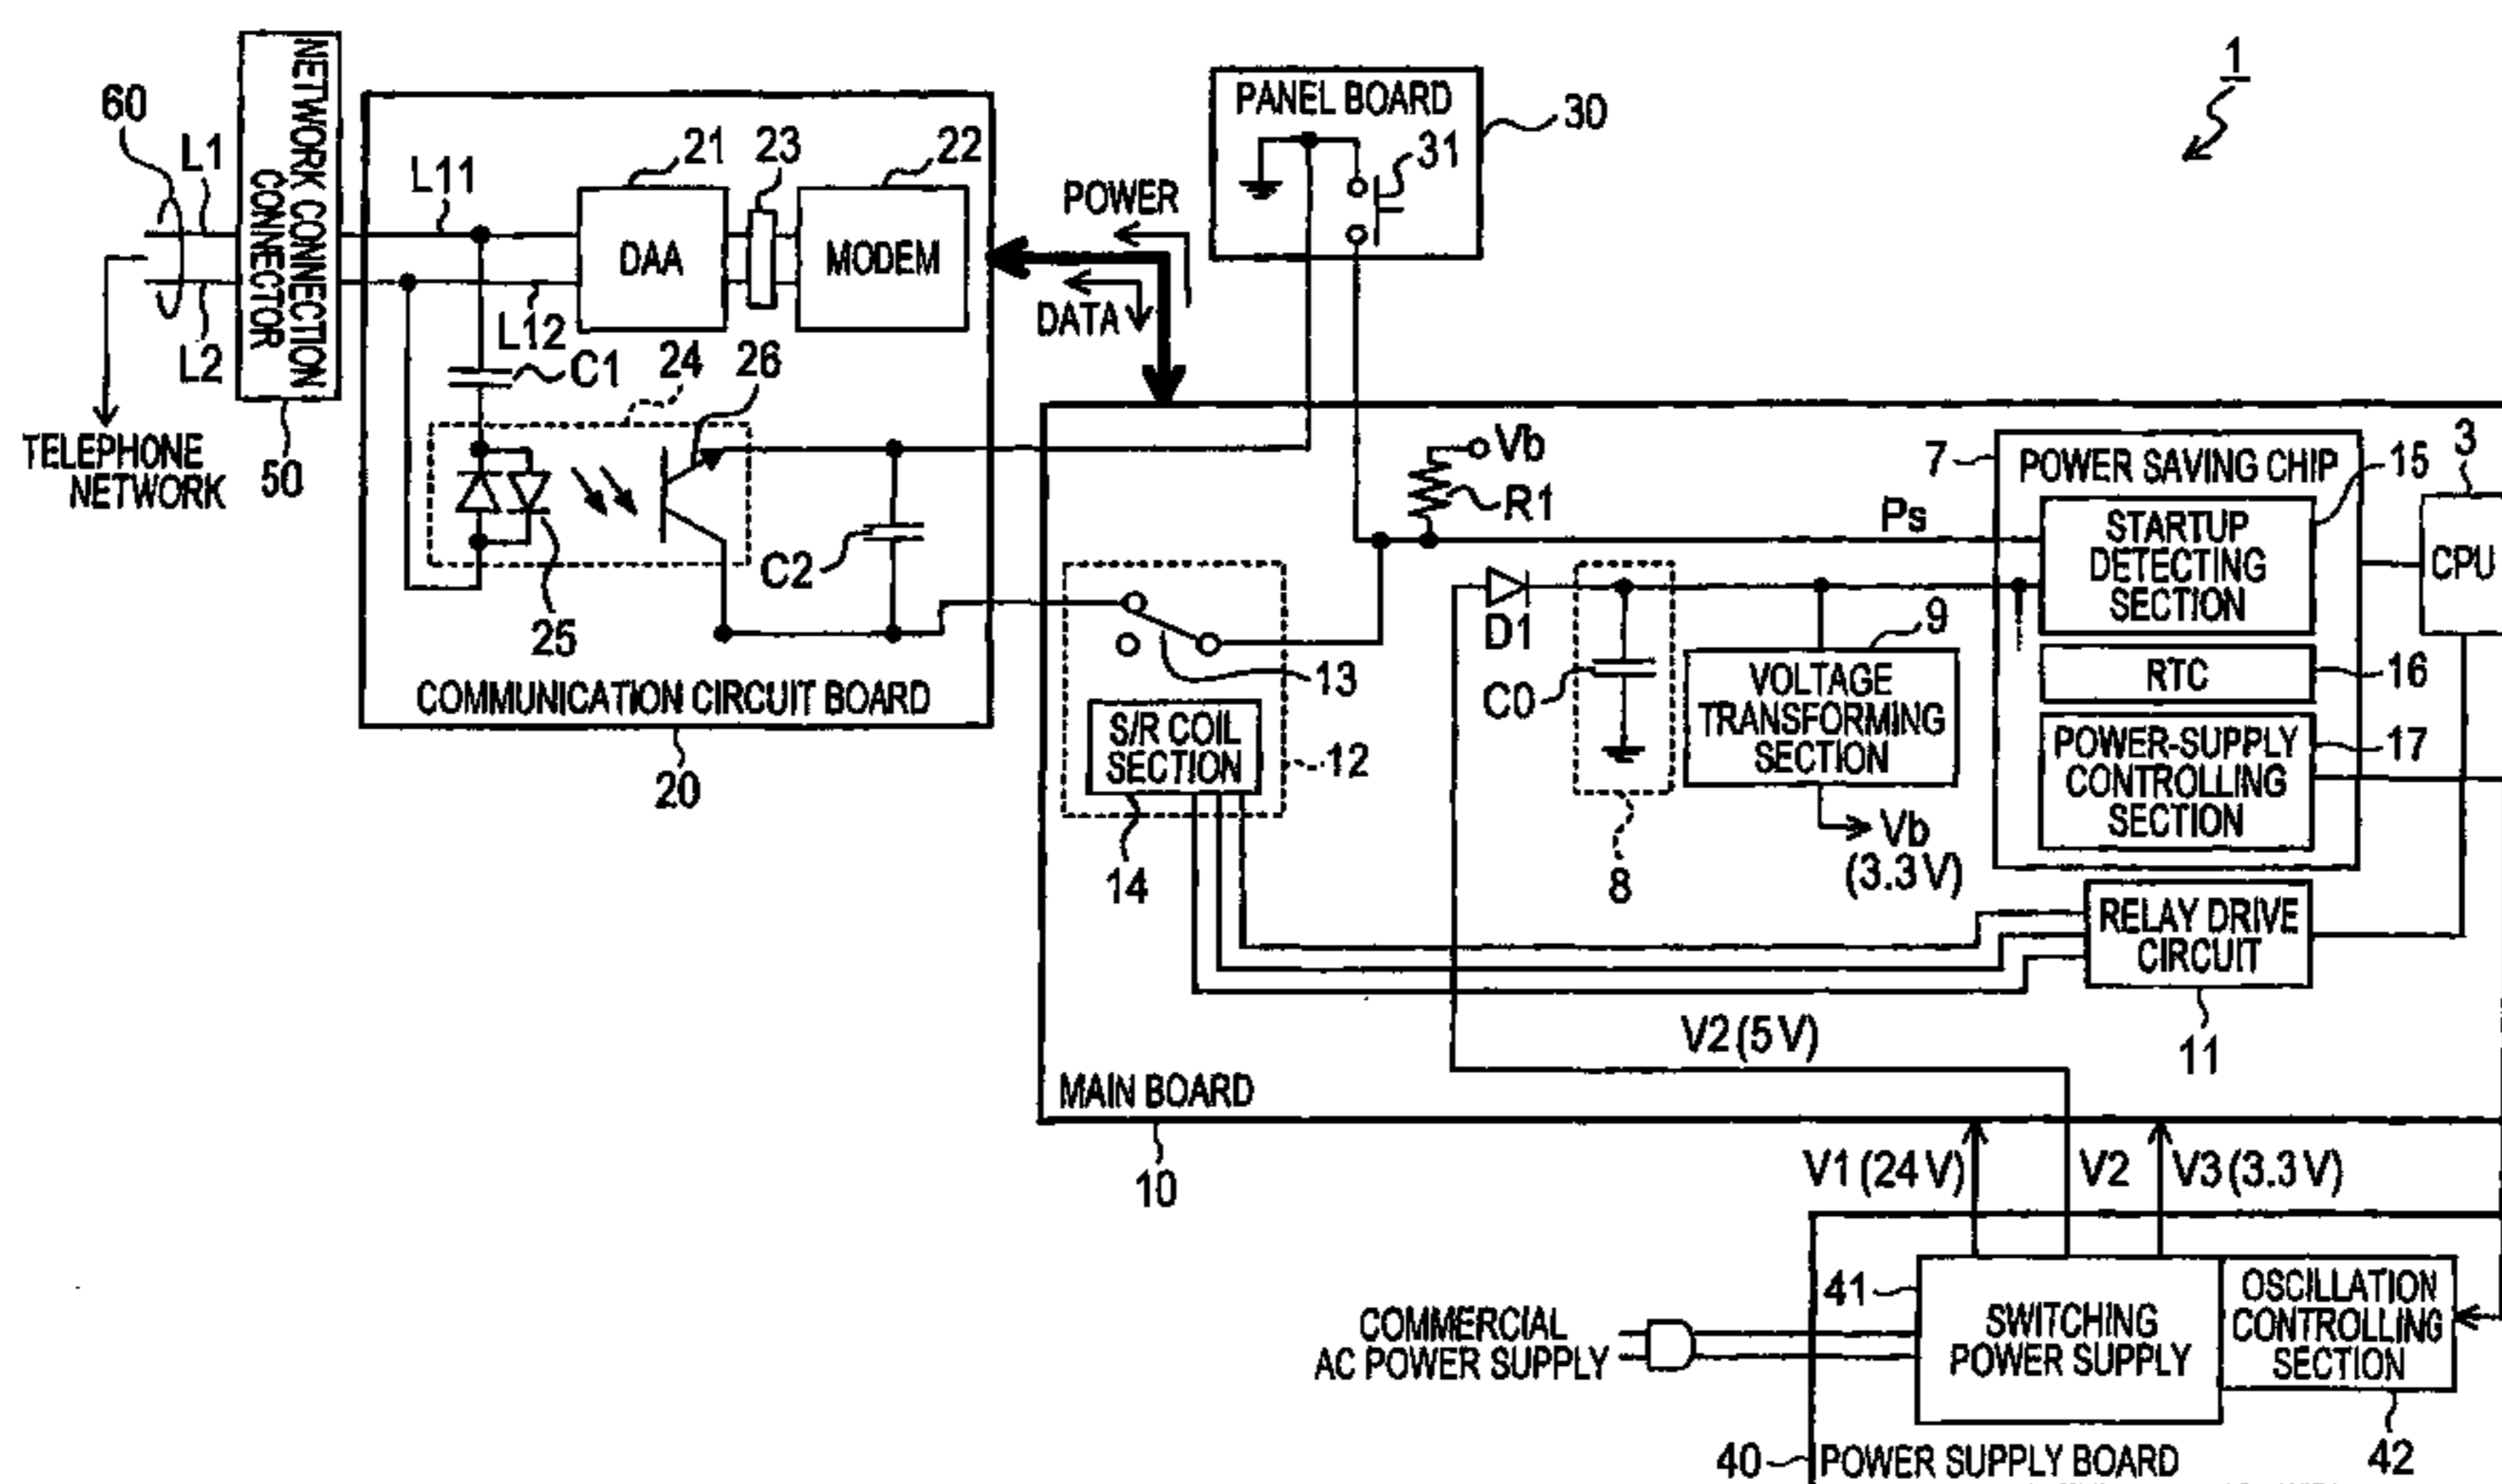 1
NETWORK CONNECTION
CONNECTOR
60
L1
L2
50
TELEPHONE
NETWORK
L11
L12
21
DAA
23
22
MODEM
C1
24
26
25
C2
COMMUNICATION CIRCUIT BOARD
20
POWER
DATA
PANEL BOARD
30
31
Vb
R1
Ps
7
POWER SAVING CHIP
15
STARTUP
DETECTING
SECTION
3
CPU
RTC
16
POWER-SUPPLY
CONTROLLING
SECTION
17
13
S/R COIL
SECTION
12
14
D1
C0
8
9
VOLTAGE
TRANSFORMING
SECTION
Vb
(3.3 V)
RELAY DRIVE
CIRCUIT
11
V2 (5 V)
MAIN BOARD
10
V1 (24 V)
V2
V3 (3.3 V)
41
SWITCHING
POWER SUPPLY
OSCILLATION
CONTROLLING
SECTION
42
COMMERCIAL
AC POWER SUPPLY
40
POWER SUPPLY BOARD